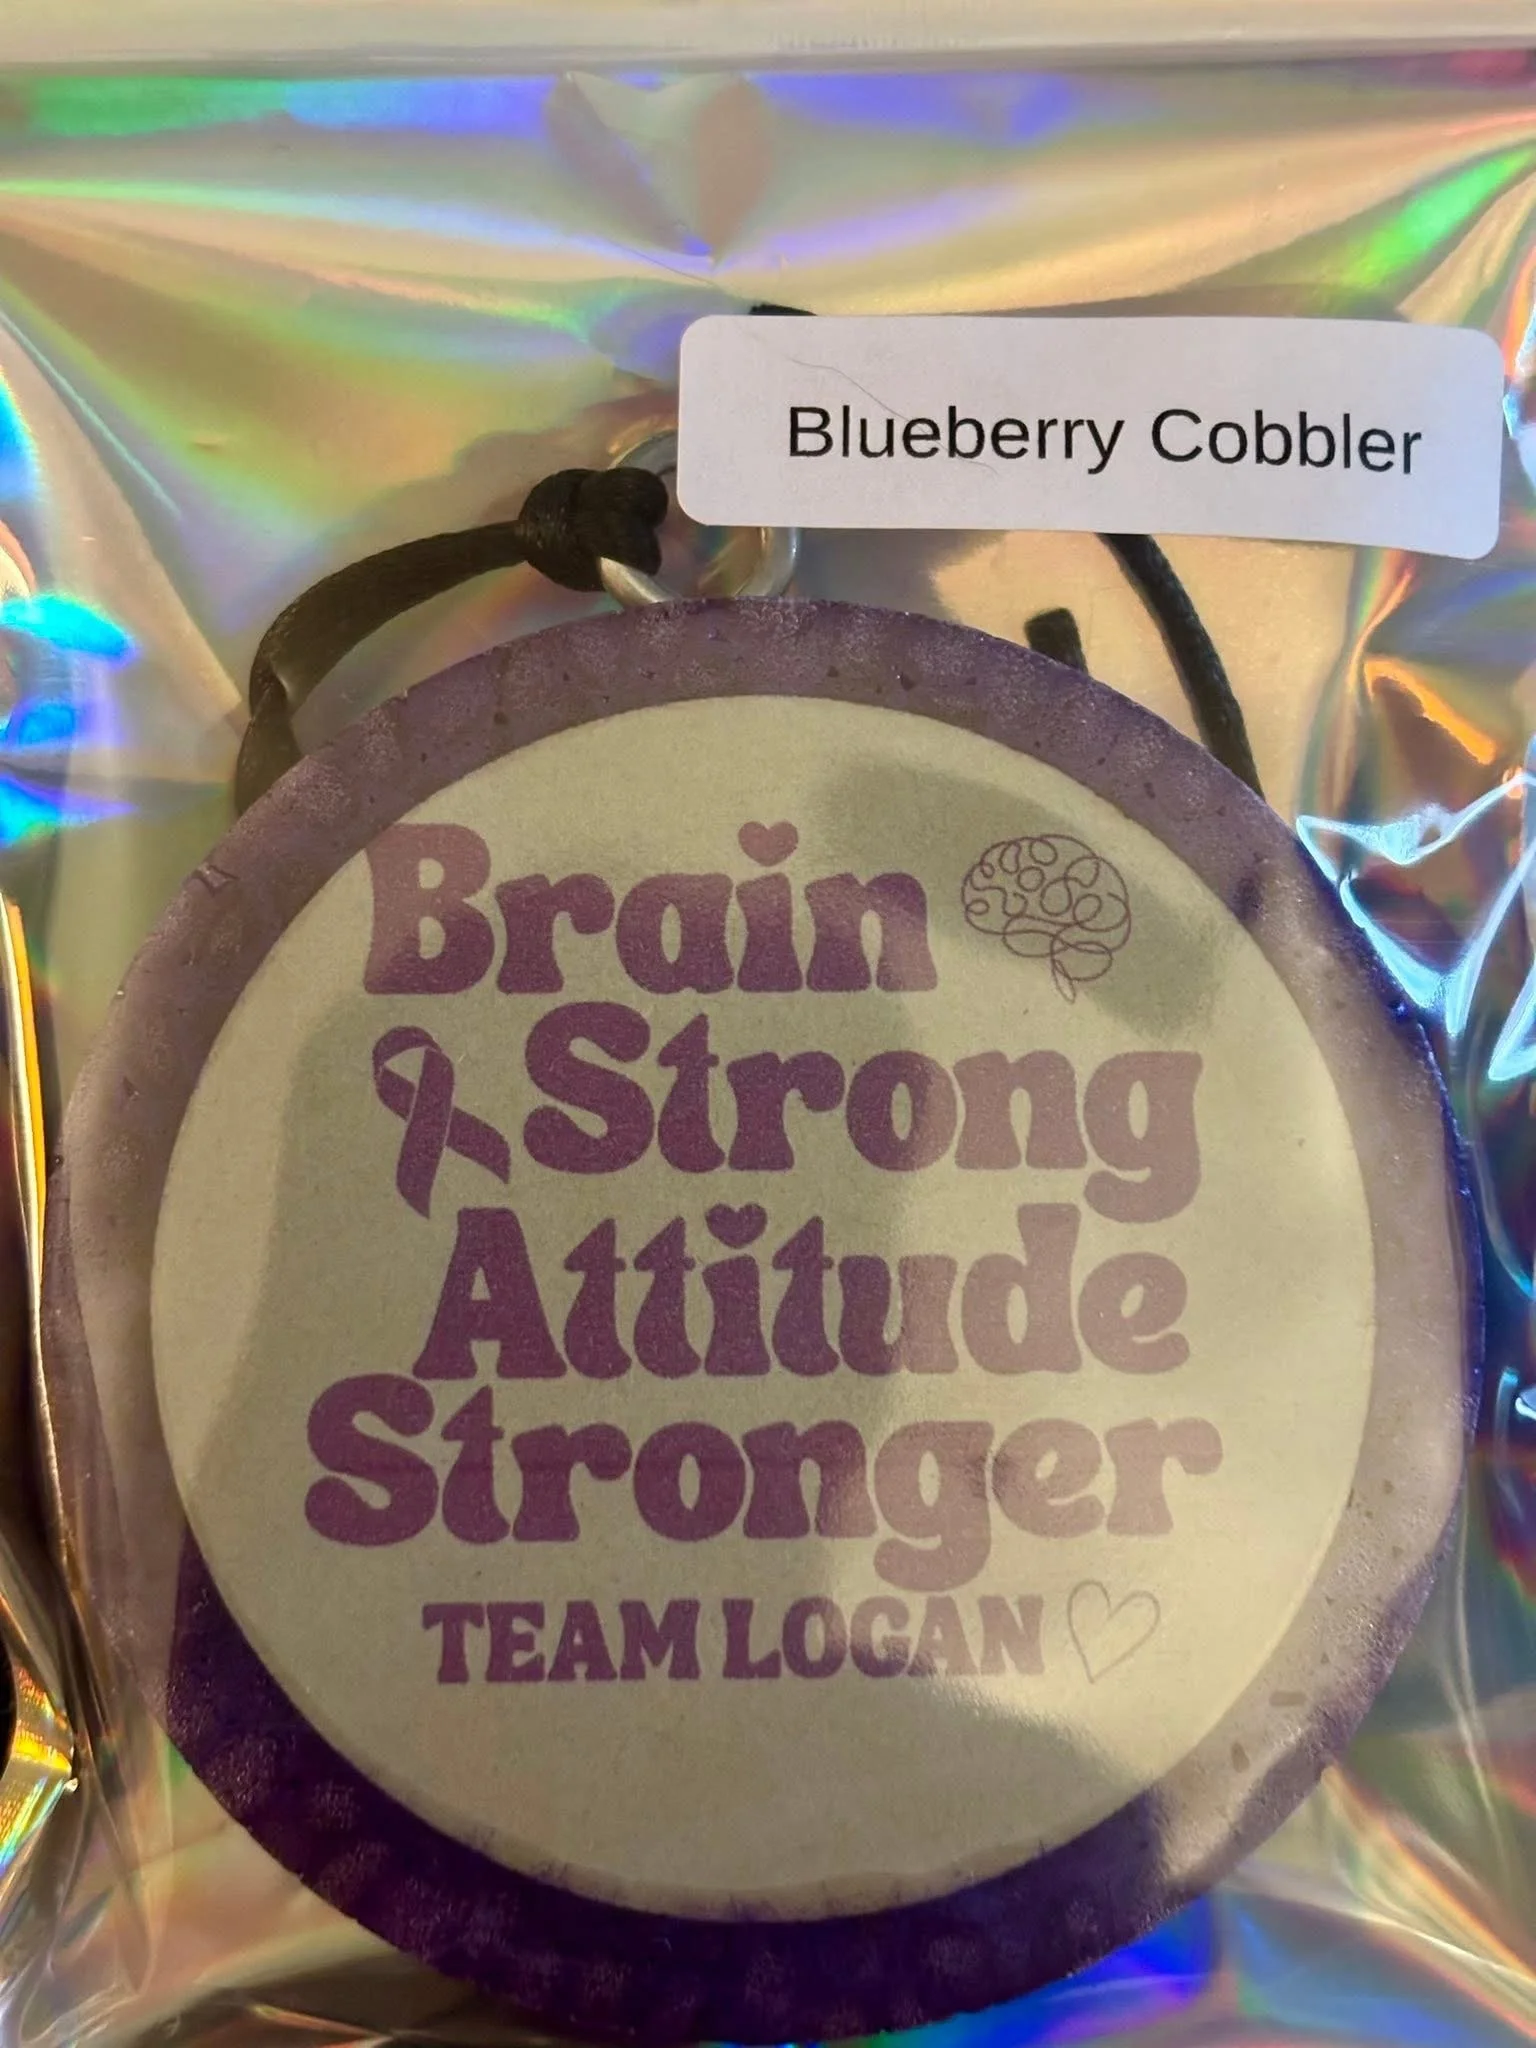 Blueberry Cobbler
Brain
Strong
Attitude
Stronger
TEAM LOGAN